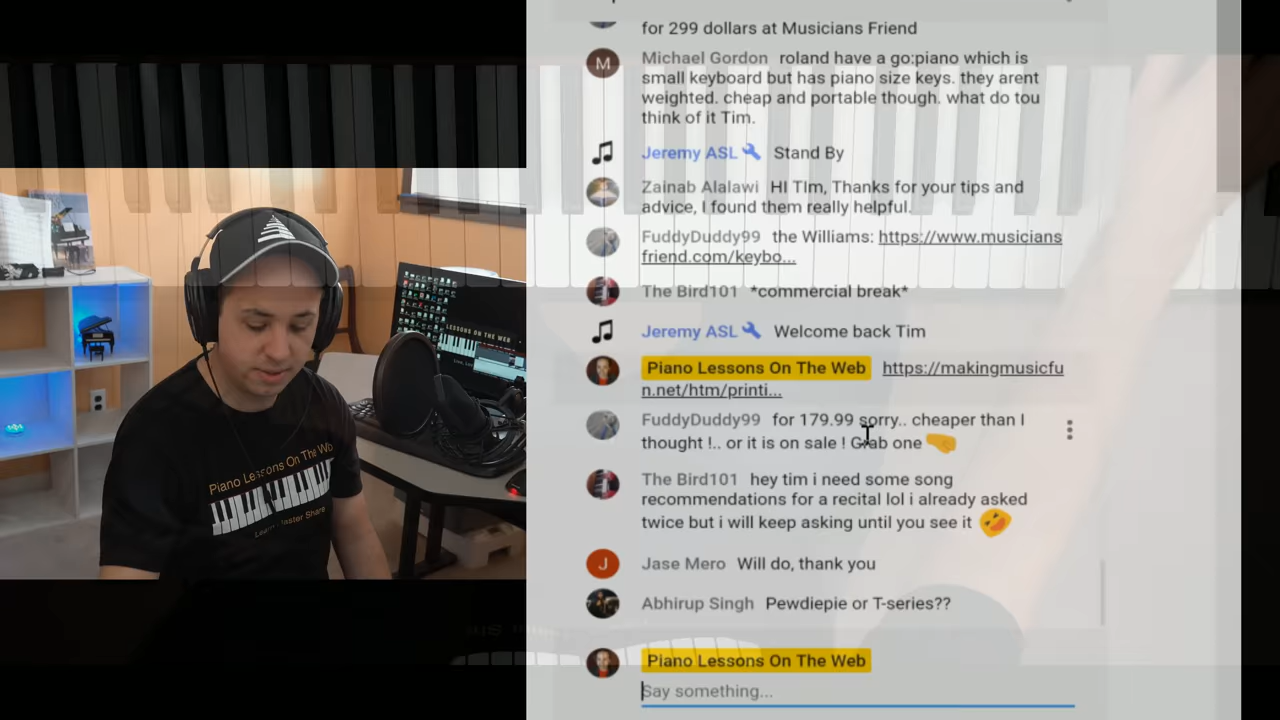 for 299 dollars at Musicians Friend
M
Michael Gordon roland have a go:piano which is
small keyboard but has piano size keys. they arent
weighted. cheap and portable though. what do tou
think of it Tim.
Jeremy ASL Stand By
Zainab Alalawi HI TIm, Thanks for your tips and
advice, I found them really helpful.
FuddyDuddy99 the Williams: https://www.musicians
friend.com/keybo...
The Bird101 *commercial break*
Jeremy ASL Welcome back Tim
Piano Lessons On The Web https://makingmusicfu
n.net/htm/printi...
FuddyDuddy99 for 179.99 sorry.. cheaper than I
thought !.. or it is on sale ! Grab one
The Bird101 hey tim i need some song
recommendations for a recital lol i already asked
twice but i will keep asking until you see it
J
Jase Mero Will do, thank you
Abhirup Singh Pewdiepie or T-series??
Piano Lessons On The Web
Say something...
LESSONS ON THE WEB
Piano Lessons On The Wo